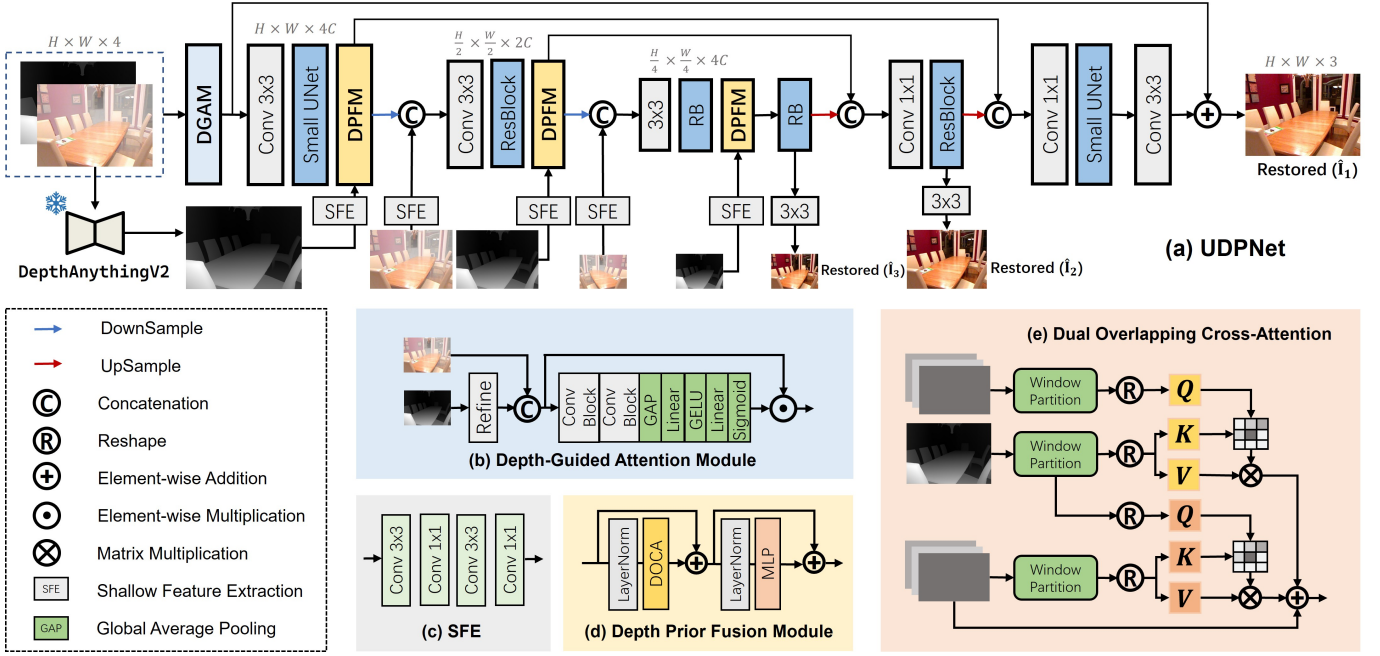 H × W × 4
DGAM
H × W × 4C
Conv 3x3
Small UNet
DPFM
C
H/2 × W/2 × 2C
Conv 3x3
ResBlock
DPFM
C
H/4 × W/4 × 4C
3x3
RB
DPFM
RB
C
Conv 1x1
ResBlock
C
Conv 1x1
Small UNet
Conv 3x3
H × W × 3
Restored (Î₁)
SFE
SFE
SFE
SFE
SFE
3x3
3x3
DepthAnythingV2
Restored (Î₃)
Restored (Î₂)
(a) UDPNet
DownSample
UpSample
C Concatenation
R Reshape
Element-wise Addition
Element-wise Multiplication
Matrix Multiplication
SFE Shallow Feature Extraction
GAP Global Average Pooling
Refine
C
Conv Block
Conv Block
GAP
Linear
GELU
Linear
Sigmoid
(b) Depth-Guided Attention Module
Conv 3x3
Conv 1x1
Conv 3x3
Conv 1x1
(c) SFE
LayerNorm
DOCA
LayerNorm
MLP
(d) Depth Prior Fusion Module
(e) Dual Overlapping Cross-Attention
Window
Partition
R
Q
Window
Partition
R
K
V
R
Q
Window
Partition
R
K
V